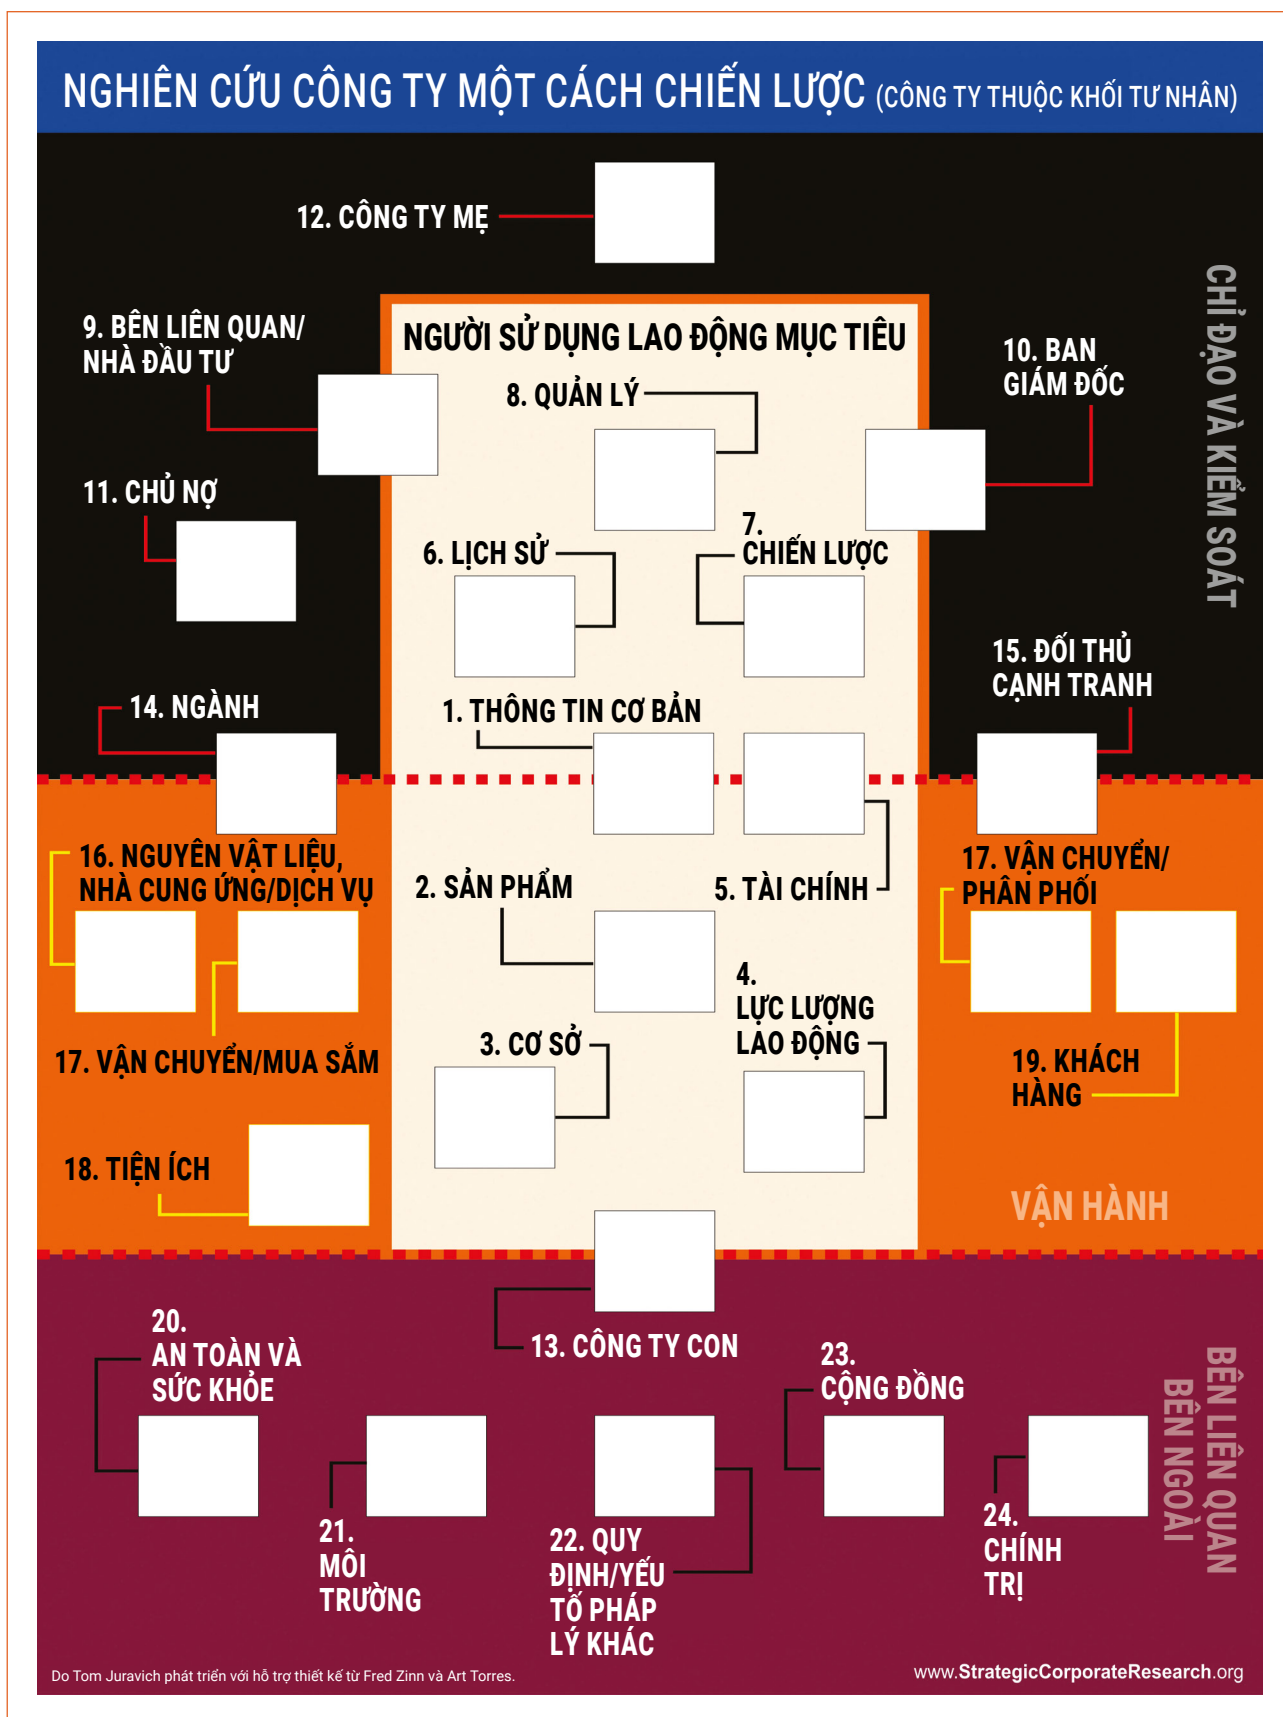 NGHIÊN CỨU CÔNG TY MỘT CÁCH CHIẾN LƯỢC (CÔNG TY THUỘC KHỐI TƯ NHÂN)
12. CÔNG TY MẸ
CHỈ ĐẠO VÀ KIỂM SOÁT
9. BÊN LIÊN QUAN/
NHÀ ĐẦU TƯ
NGƯỜI SỬ DỤNG LAO ĐỘNG MỤC TIÊU
10. BAN
GIÁM ĐỐC
8. QUẢN LÝ
11. CHỦ NỢ
6. LỊCH SỬ
7.
CHIẾN LƯỢC
15. ĐỐI THỦ
CẠNH TRANH
14. NGÀNH
1. THÔNG TIN CƠ BẢN
16. NGUYÊN VẬT LIỆU,
NHÀ CUNG ỨNG/DỊCH VỤ
2. SẢN PHẨM
5. TÀI CHÍNH
17. VẬN CHUYỂN/
PHÂN PHỐI
4.
LỰC LƯỢNG
LAO ĐỘNG
17. VẬN CHUYỂN/MUA SẮM
3. CƠ SỞ
19. KHÁCH
HÀNG
18. TIỆN ÍCH
VẬN HÀNH
13. CÔNG TY CON
20.
AN TOÀN VÀ
SỨC KHỎE
23.
CỘNG ĐỒNG
BÊN LIÊN QUAN
BÊN NGOÀI
21.
MÔI
TRƯỜNG
22. QUY
ĐỊNH/YẾU
TỐ PHÁP
LÝ KHÁC
24.
CHÍNH
TRỊ
Do Tom Juravich phát triển với hỗ trợ thiết kế từ Fred Zinn và Art Torres.
www.StrategicCorporateResearch.org